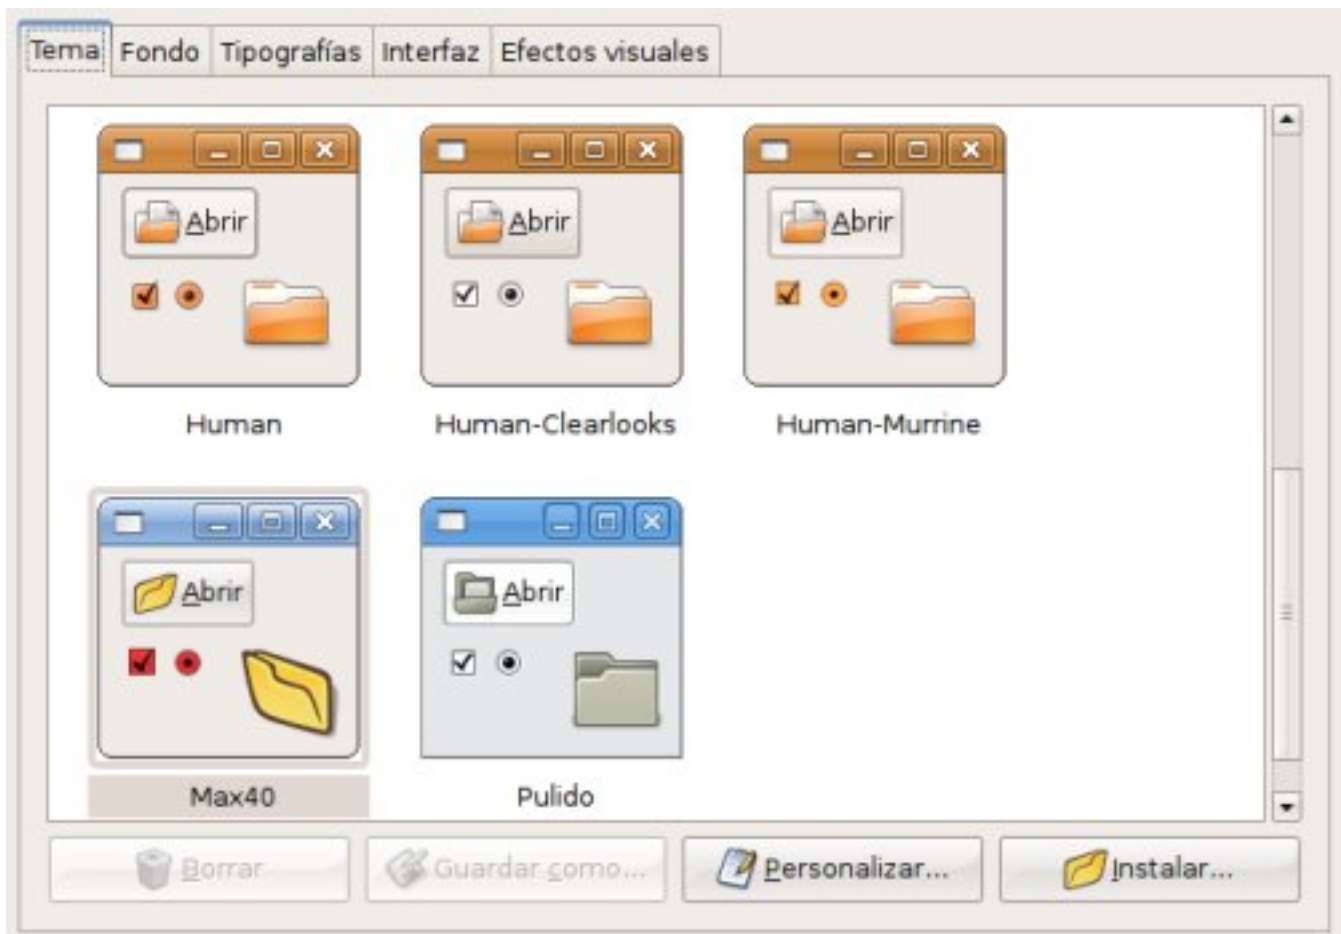 Tema Fondo Tipografías Interfaz Efectos visuales
Abrir Abrir Abrir
Human Human-Clearlooks Human-Murrine
Abrir Abrir
Max40 Pulido
Borrar Guardar como... Personalizar... Instalar...